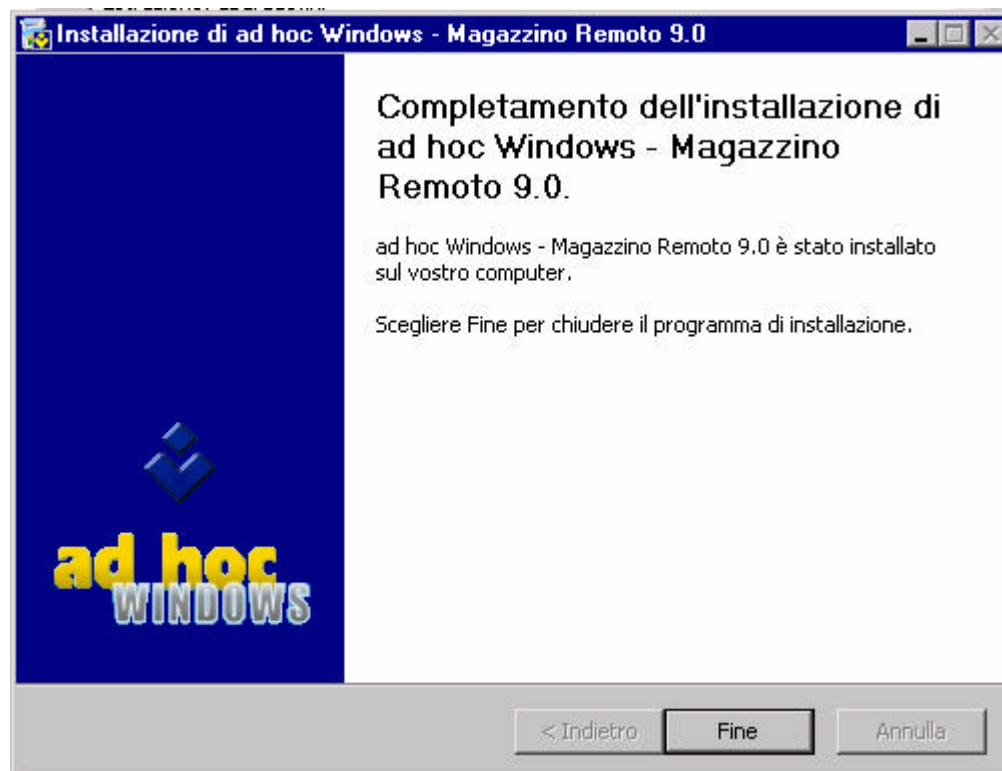 Installazione di ad hoc Windows - Magazzino Remoto 9.0
Completamento dell'installazione di
ad hoc Windows - Magazzino
Remoto 9.0.
ad hoc Windows - Magazzino Remoto 9.0 è stato installato
sul vostro computer.
Scegliere Fine per chiudere il programma di installazione.
ad hoc
WINDOWS
< Indietro
Fine
Annulla